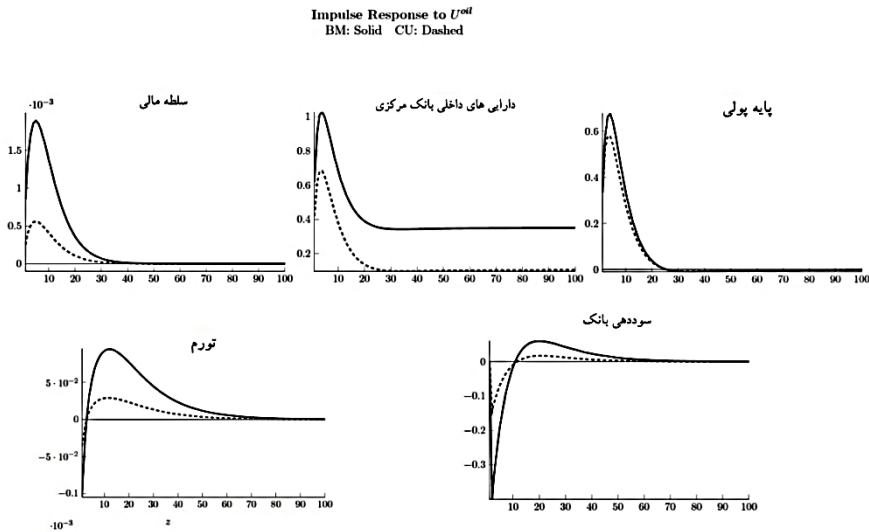 Impulse Response to U^oil
BM: Solid CU: Dashed
سلطه مالی
·10⁻³
1.5
1
0.5
0
10 20 30 40 50 60 70 80 90 100
دارایی های داخلی بانک مرکزی
1
0.8
0.6
0.4
0.2
10 20 30 40 50 60 70 80 90 100
پایه پولی
0.6
0.4
0.2
0
10 20 30 40 50 60 70 80 90 100
تورم
5 · 10⁻²
0
−5 · 10⁻²
−0.1
10 20 30 40 50 60 70 80 90 100
·10⁻³
z
سوددهی بانک
0
−0.1
−0.2
−0.3
10 20 30 40 50 60 70 80 90 100